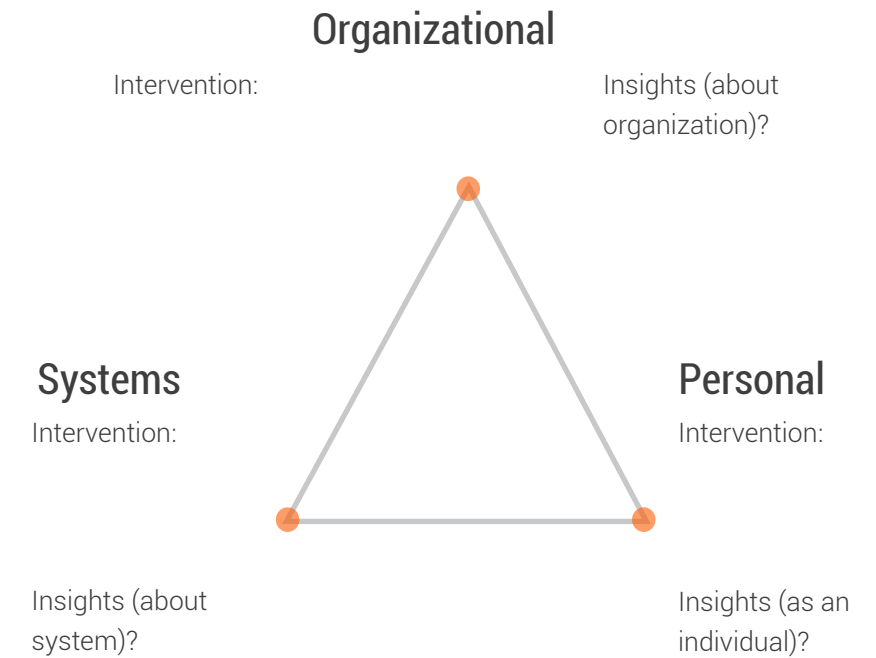 Organizational
Intervention:
Insights (about
organization)?
Systems
Intervention:
Personal
Intervention:
Insights (about
system)?
Insights (as an
individual)?